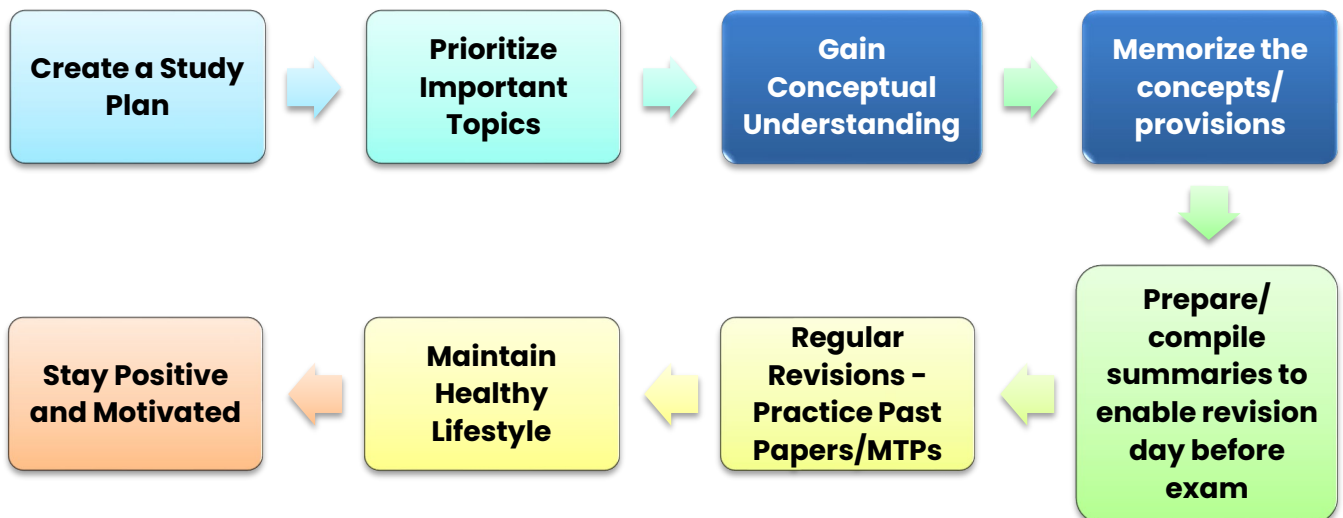 Create a Study
Plan
Prioritize
Important
Topics
Gain
Conceptual
Understanding
Memorize the
concepts/
provisions
Prepare/
compile
summaries to
enable revision
day before
exam
Regular
Revisions -
Practice Past
Papers/MTPs
Maintain
Healthy
Lifestyle
Stay Positive
and Motivated